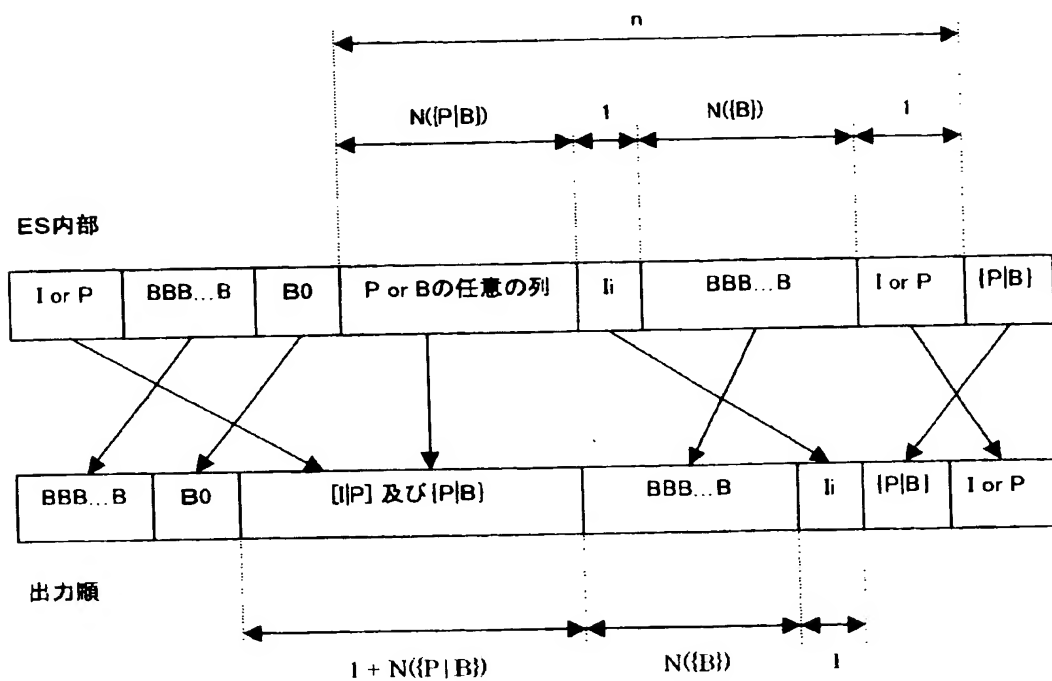 n
N({P|B}) 1 N({B}) 1
ES内部
I or P BBB...B B0 P or Bの任意の列 Ii BBB...B I or P {P|B}
BBB...B B0 [I|P] 及び{P|B} BBB...B Ii {P|B} I or P
出力順
1 + N({P|B}) N({B}) 1